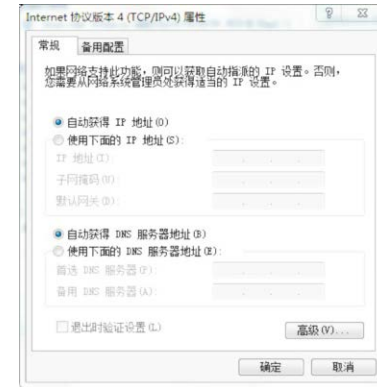 Internet 协议版本 4 (TCP/IPv4) 属性
常规
备用配置
如果网络支持此功能，则可以获取自动指派的 IP 设置。否则，
您需要从网络系统管理员处获得适当的 IP 设置。
自动获得 IP 地址(O)
使用下面的 IP 地址(S):
IP 地址(I):
子网掩码(U):
默认网关(D):
自动获得 DNS 服务器地址(B)
使用下面的 DNS 服务器地址(E):
首选 DNS 服务器(P):
备用 DNS 服务器(A):
退出时验证设置(L)
高级(V)...
确定
取消